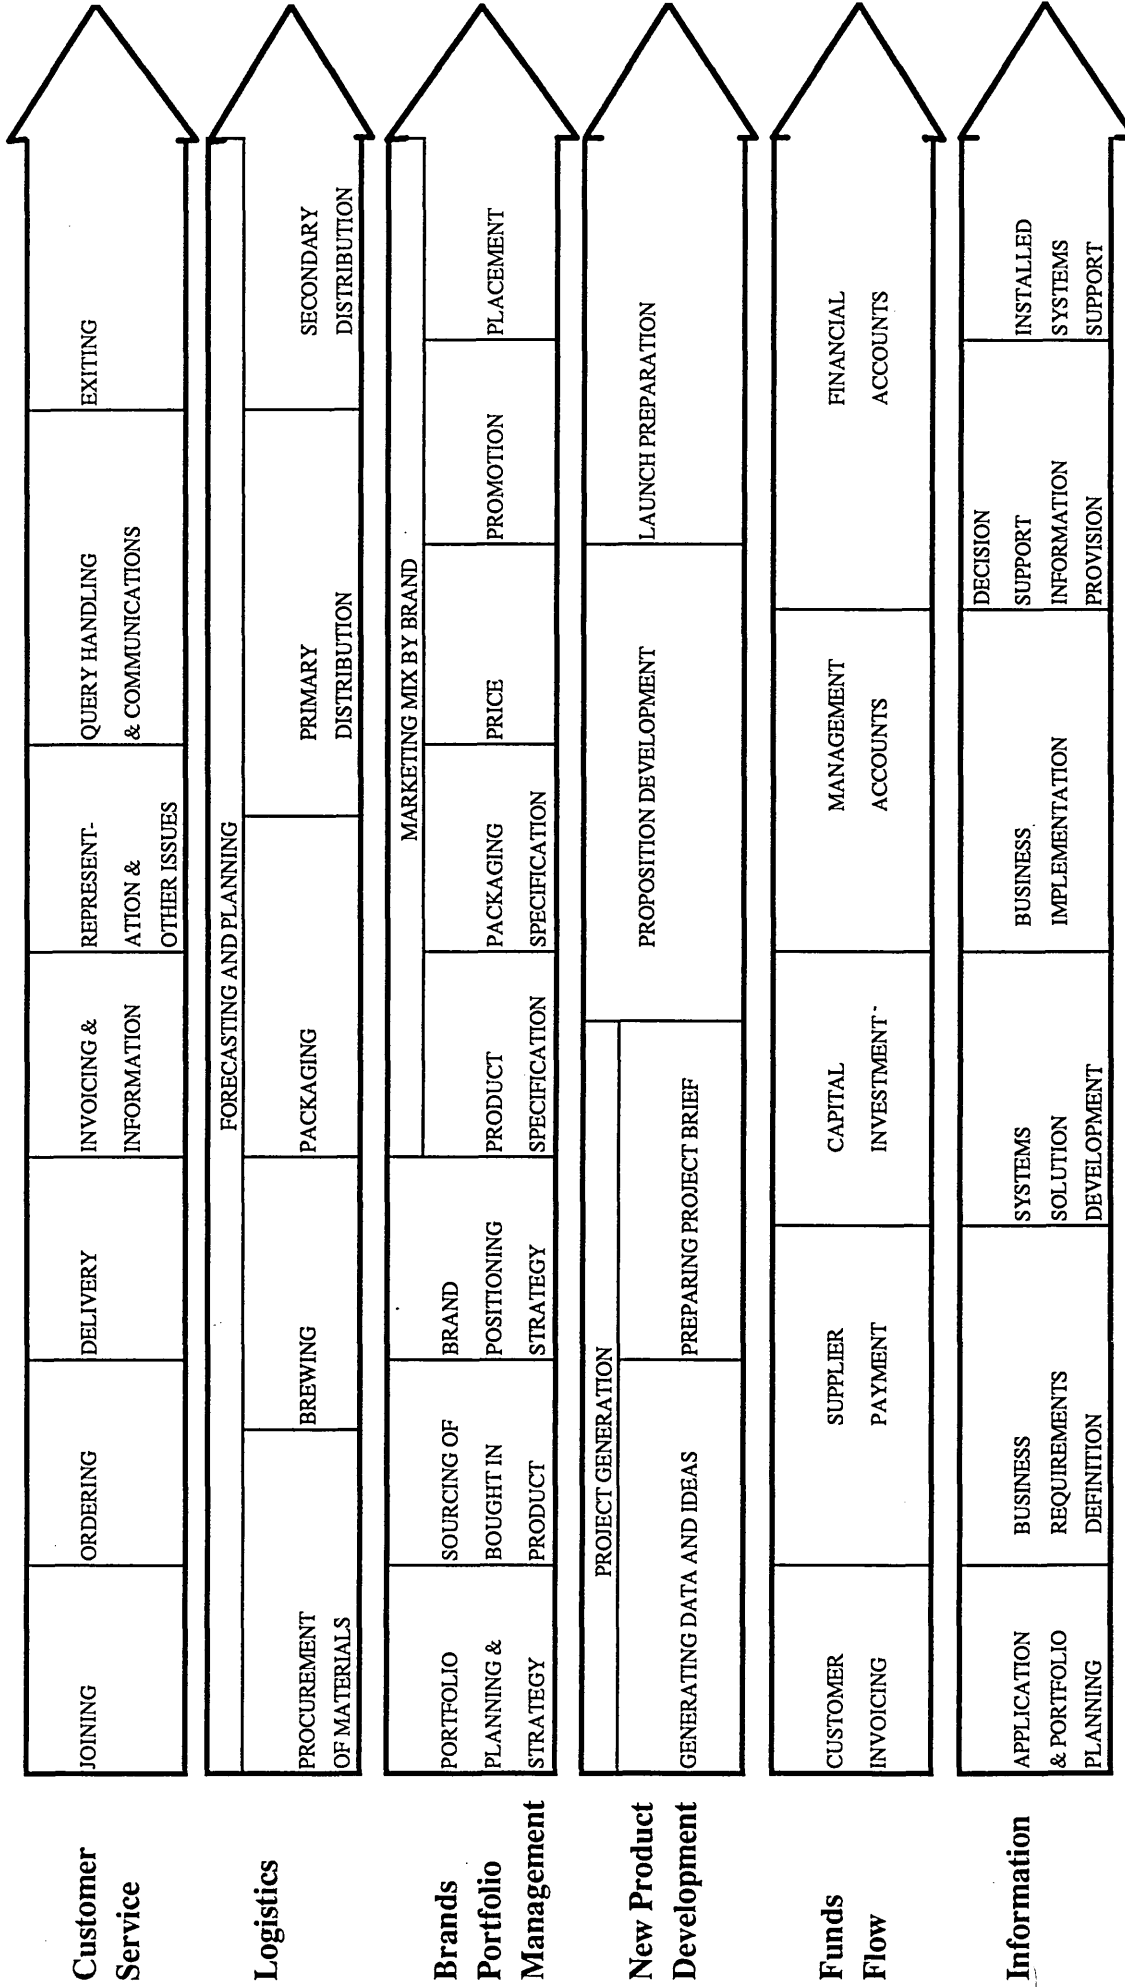 Customer
Service
JOINING
ORDERING
DELIVERY
INVOICING &
INFORMATION
REPRESENT-
ATION &
OTHER ISSUES
QUERY HANDLING
& COMMUNICATIONS
EXITING
Logistics
FORECASTING AND PLANNING
PROCUREMENT
OF MATERIALS
BREWING
PACKAGING
PRIMARY
DISTRIBUTION
SECONDARY
DISTRIBUTION
Brands
Portfolio
Management
PORTFOLIO
PLANNING &
STRATEGY
SOURCING OF
BOUGHT IN
PRODUCT
BRAND
POSITIONING
STRATEGY
MARKETING MIX BY BRAND
PRODUCT
SPECIFICATION
PACKAGING
SPECIFICATION
PRICE
PROMOTION
PLACEMENT
New Product
Development
PROJECT GENERATION
GENERATING DATA AND IDEAS
PREPARING PROJECT BRIEF
PROPOSITION DEVELOPMENT
LAUNCH PREPARATION
Funds
Flow
CUSTOMER
INVOICING
SUPPLIER
PAYMENT
CAPITAL
INVESTMENT
MANAGEMENT
ACCOUNTS
FINANCIAL
ACCOUNTS
Information
APPLICATION
& PORTFOLIO
PLANNING
BUSINESS
REQUIREMENTS
DEFINITION
SYSTEMS
SOLUTION
DEVELOPMENT
BUSINESS
IMPLEMENTATION
DECISION
SUPPORT
INFORMATION
PROVISION
INSTALLED
SYSTEMS
SUPPORT